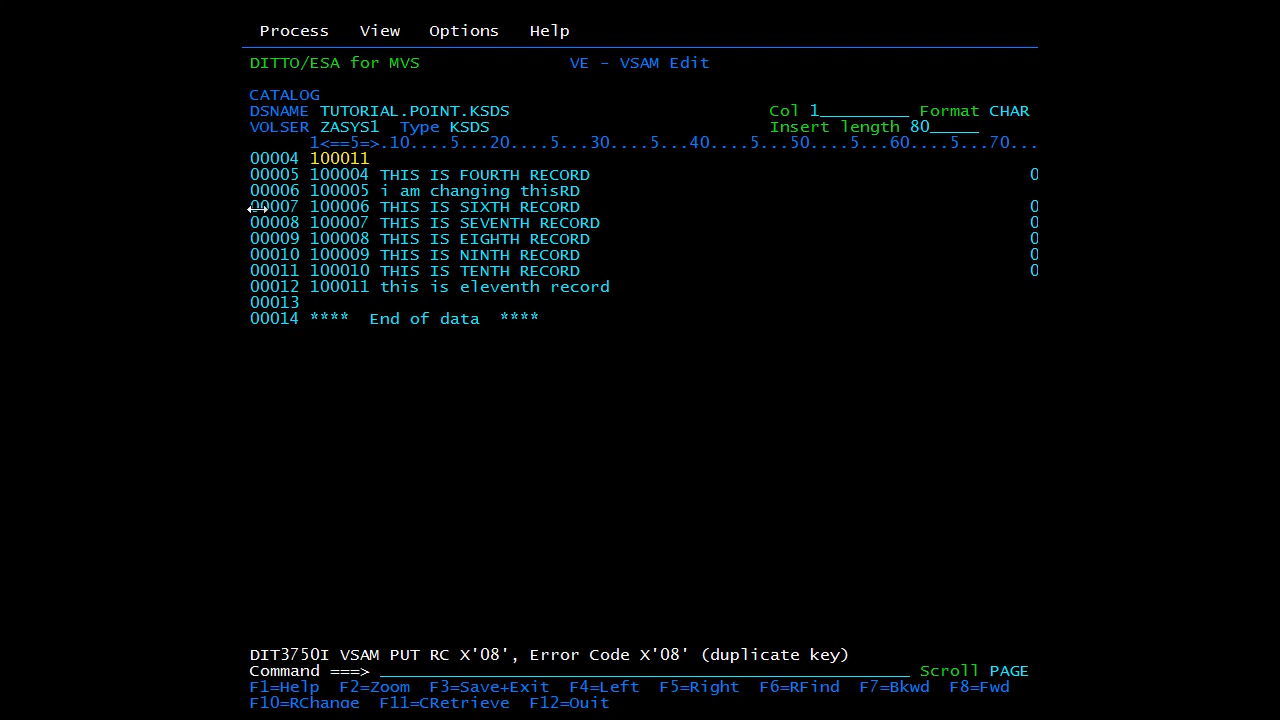 Process   View   Options   Help
DITTO/ESA for MVS               VE - VSAM Edit
CATALOG
DSNAME TUTORIAL.POINT.KSDS                          Col 1_________ Format CHAR
VOLSER ZASYS1  Type KSDS                            Insert length 80_____
      1<==5=>.10....5...20....5...30....5...40....5...50....5...60....5...70...
00004 100011
00005 100004 THIS IS FOURTH RECORD                                            0
00006 100005 i am changing thisRD
00007 100006 THIS IS SIXTH RECORD                                             0
00008 100007 THIS IS SEVENTH RECORD                                           0
00009 100008 THIS IS EIGHTH RECORD                                            0
00010 100009 THIS IS NINTH RECORD                                             0
00011 100010 THIS IS TENTH RECORD                                             0
00012 100011 this is eleventh record
00013
00014 ****  End of data  ****
DIT3750I VSAM PUT RC X'08', Error Code X'08' (duplicate key)
Command ===> _____________________________________________________ Scroll PAGE
F1=Help  F2=Zoom  F3=Save+Exit  F4=Left  F5=Right  F6=RFind  F7=Bkwd  F8=Fwd
F10=RChange  F11=CRetrieve  F12=Quit